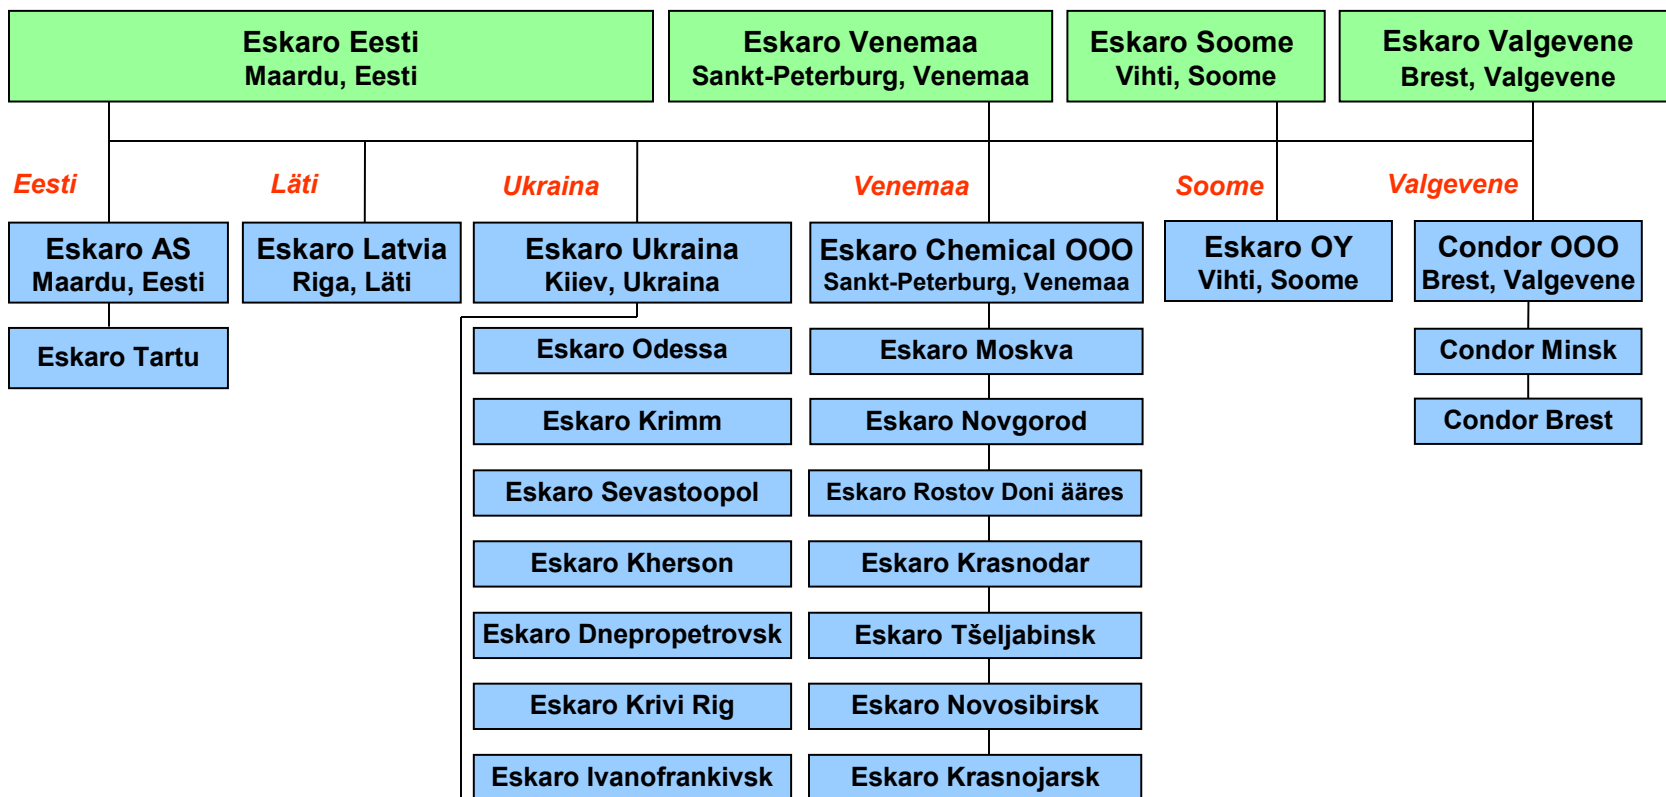 Eskaro Eesti
Maardu, Eesti
Eskaro Venemaa
Sankt-Peterburg, Venemaa
Eskaro Soome
Vihti, Soome
Eskaro Valgevene
Brest, Valgevene
Eesti
Läti
Ukraina
Venemaa
Soome
Valgevene
Eskaro AS
Maardu, Eesti
Eskaro Latvia
Riga, Läti
Eskaro Ukraina
Kiiev, Ukraina
Eskaro Chemical OOO
Sankt-Peterburg, Venemaa
Eskaro OY
Vihti, Soome
Condor OOO
Brest, Valgevene
Eskaro Tartu
Eskaro Odessa
Eskaro Moskva
Condor Minsk
Eskaro Krimm
Eskaro Novgorod
Condor Brest
Eskaro Sevastoopol
Eskaro Rostov Doni ääres
Eskaro Kherson
Eskaro Krasnodar
Eskaro Dnepropetrovsk
Eskaro Tšeljabinsk
Eskaro Krivi Rig
Eskaro Novosibirsk
Eskaro Ivanofrankivsk
Eskaro Krasnojarsk